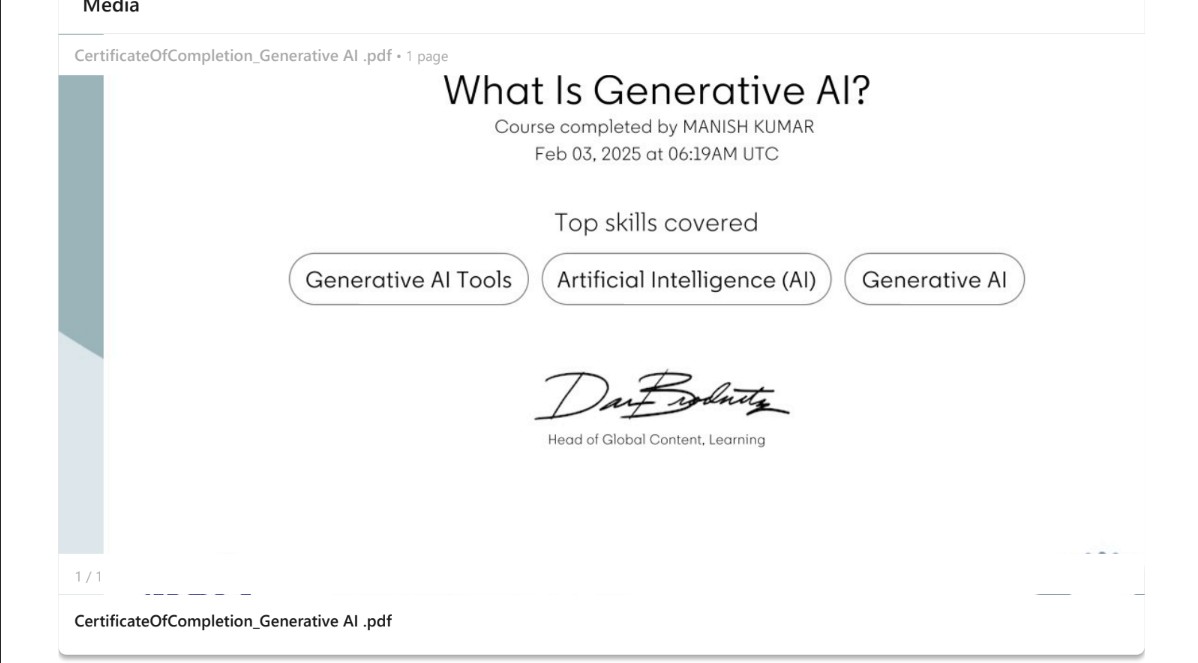 Media
CertificateOfCompletion_Generative AI .pdf • 1 page
What Is Generative AI?
Course completed by MANISH KUMAR
Feb 03, 2025 at 06:19AM UTC
Top skills covered
Generative AI Tools Artificial Intelligence (AI) Generative AI
Dan Brodnitz
Head of Global Content, Learning
1 / 1
CertificateOfCompletion_Generative AI .pdf